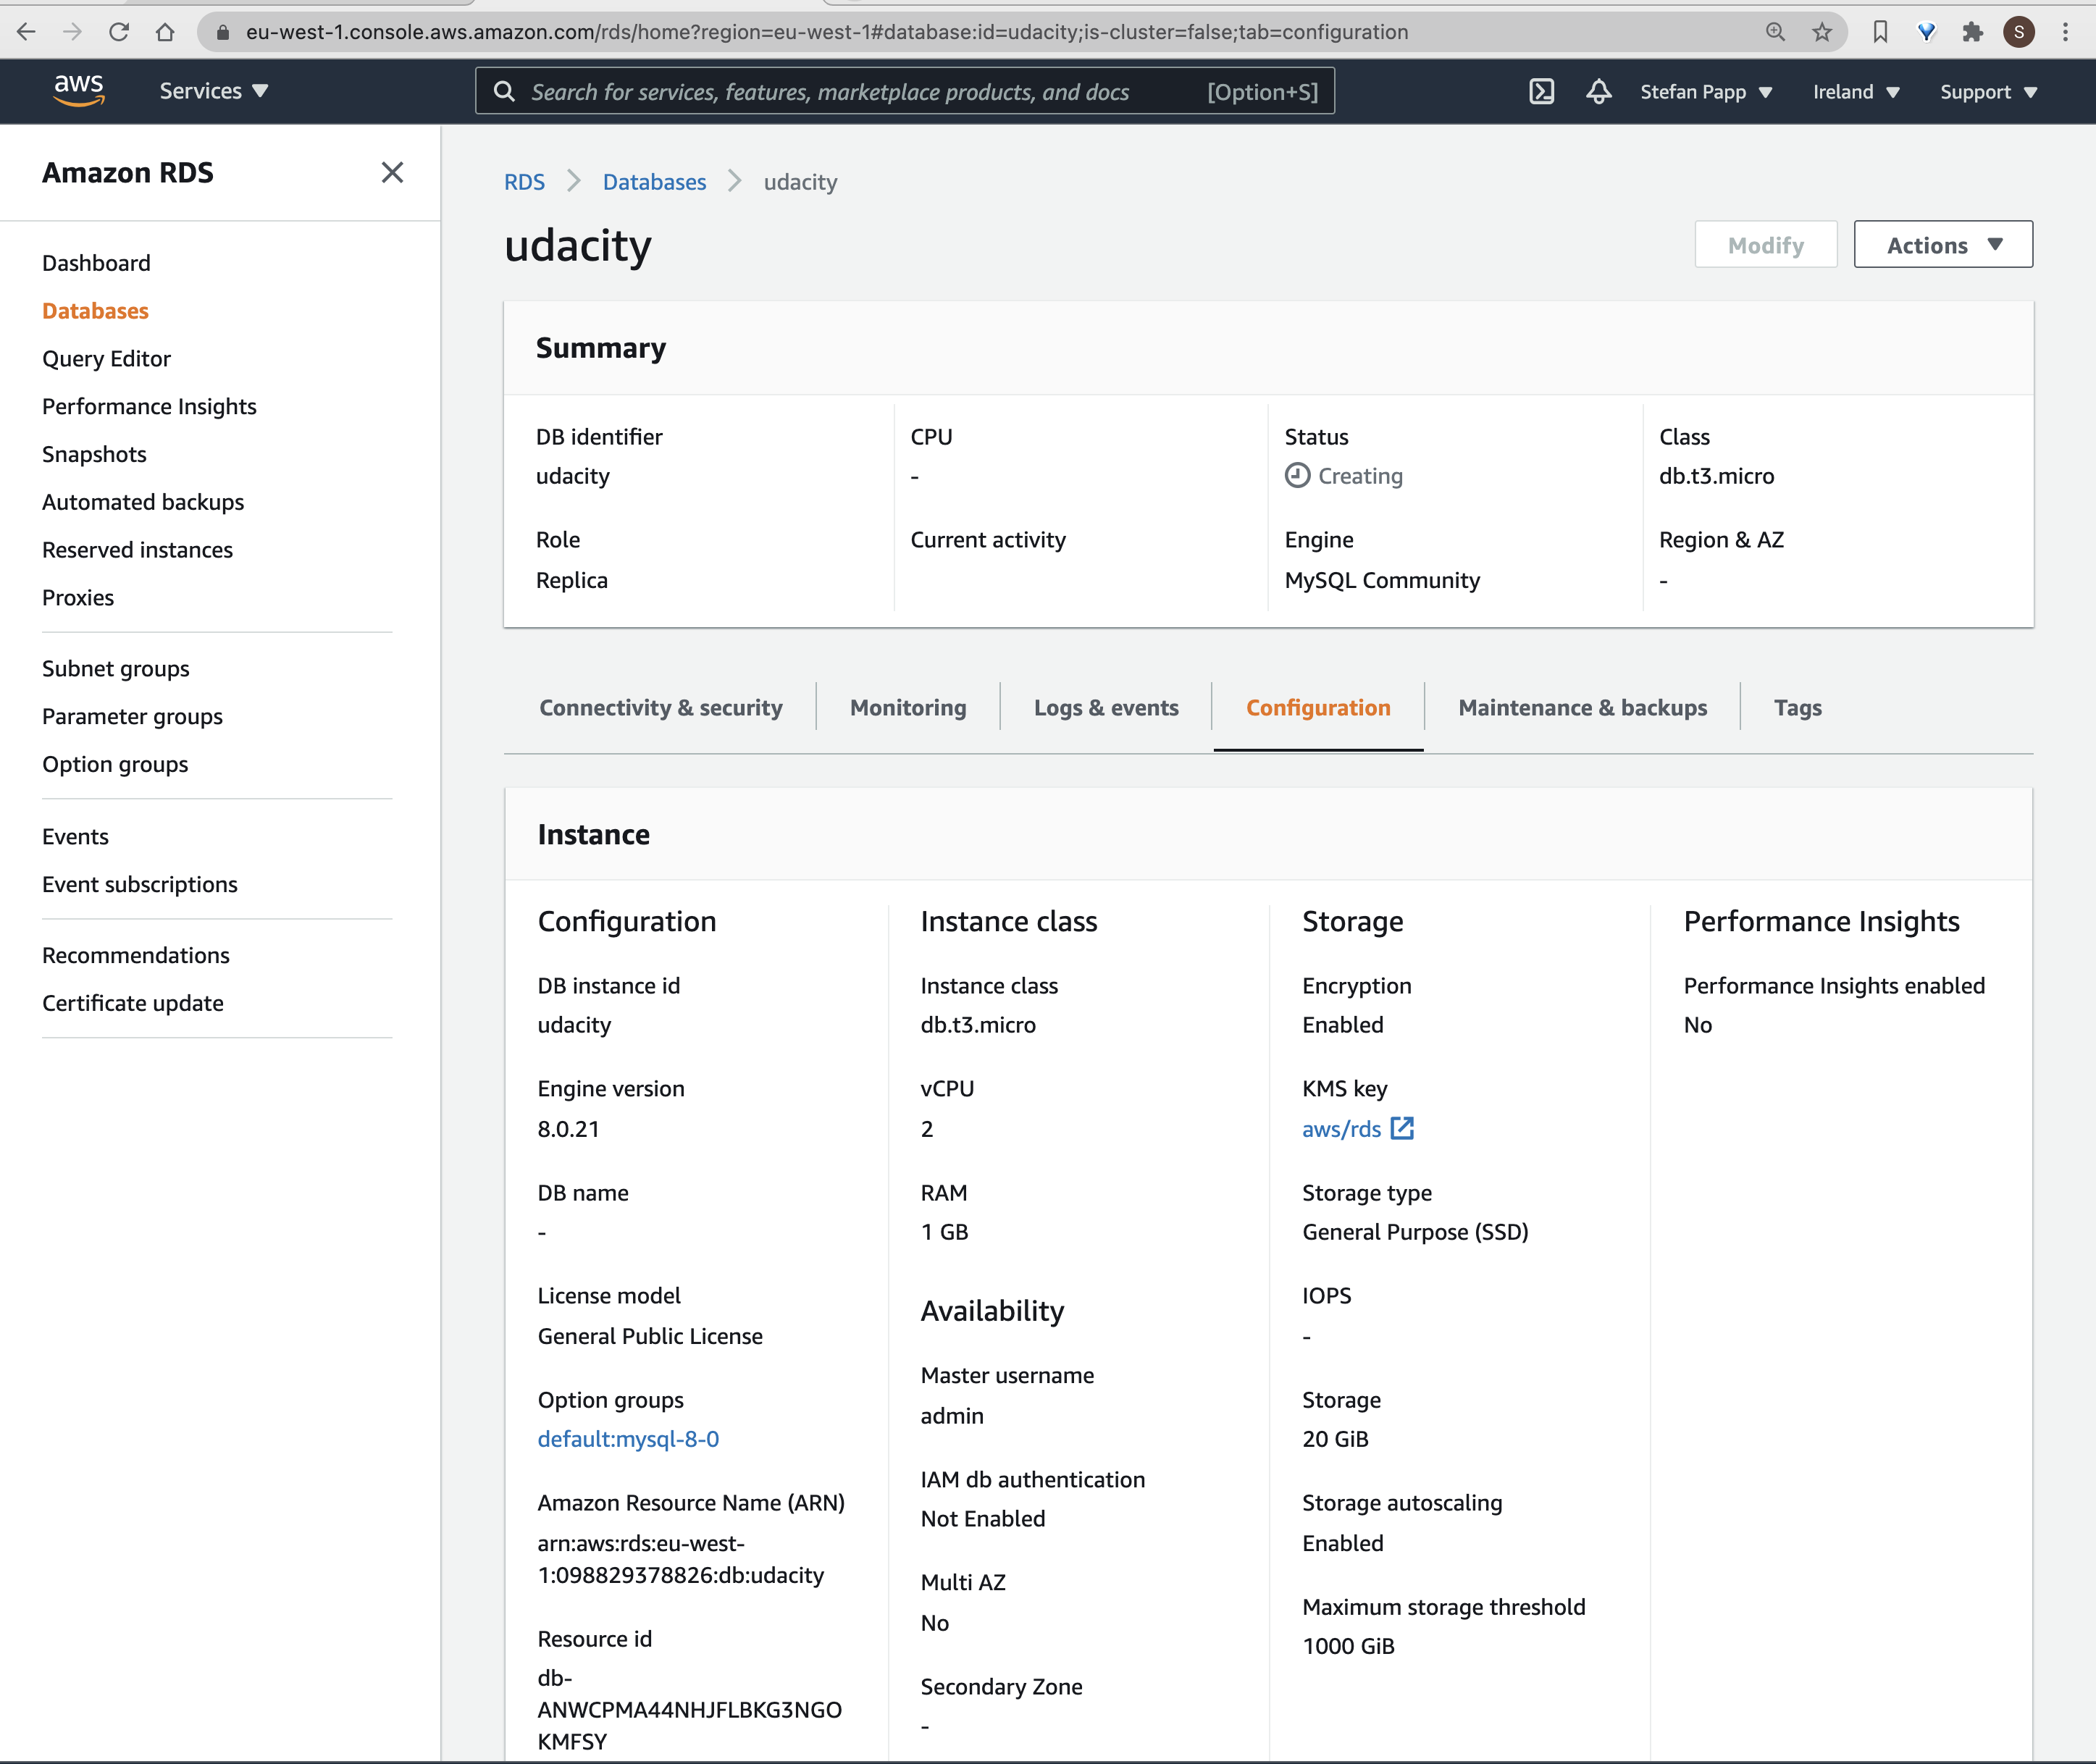 eu-west-1.console.aws.amazon.com/rds/home?region=eu-west-1#database:id=udacity;is-cluster=false;tab=configuration
S
aws
Services
Search for services, features, marketplace products, and docs
[Option+S]
Stefan Papp
Ireland
Support
Amazon RDS
Dashboard
Databases
Query Editor
Performance Insights
Snapshots
Automated backups
Reserved instances
Proxies
Subnet groups
Parameter groups
Option groups
Events
Event subscriptions
Recommendations
Certificate update
RDS
Databases
udacity
udacity
Modify
Actions
Summary
DB identifier
udacity
Role
Replica
CPU
-
Current activity
Status
Creating
Engine
MySQL Community
Class
db.t3.micro
Region & AZ
-
Connectivity & security
Monitoring
Logs & events
Configuration
Maintenance & backups
Tags
Instance
Configuration
DB instance id
udacity
Engine version
8.0.21
DB name
-
License model
General Public License
Option groups
default:mysql-8-0
Amazon Resource Name (ARN)
arn:aws:rds:eu-west-
1:098829378826:db:udacity
Resource id
db-
ANWCPMA44NHJFLBKG3NGO
KMFSY
Instance class
Instance class
db.t3.micro
vCPU
2
RAM
1 GB
Availability
Master username
admin
IAM db authentication
Not Enabled
Multi AZ
No
Secondary Zone
-
Storage
Encryption
Enabled
KMS key
aws/rds
Storage type
General Purpose (SSD)
IOPS
-
Storage
20 GiB
Storage autoscaling
Enabled
Maximum storage threshold
1000 GiB
Performance Insights
Performance Insights enabled
No